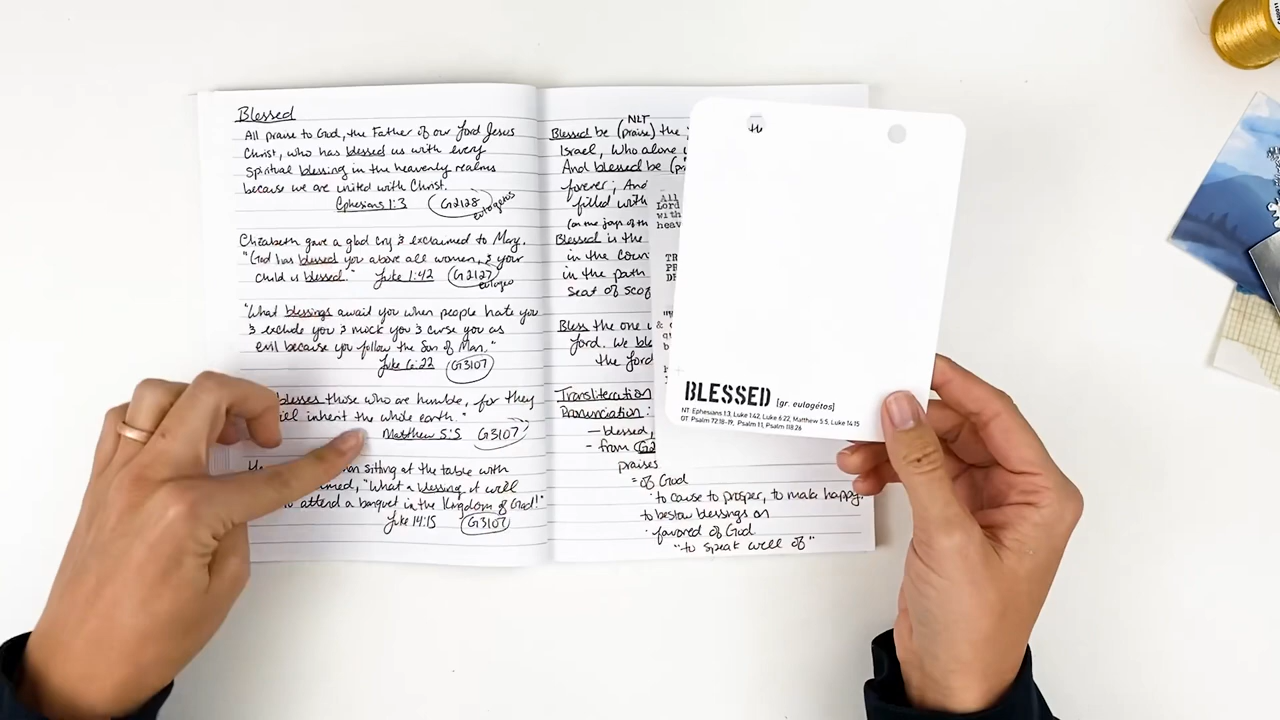 Blessed
All praise to God, the Father of our Lord Jesus
Christ, who has blessed us with every
spiritual blessing in the heavenly realms
because we are united with Christ.
Ephesians 1:3 G2128
eulogētos
Elizabeth gave a glad cry & exclaimed to Mary,
"God has blessed you above all women, & your
child is blessed." Luke 1:42 G2127
eulogeo
"What blessings await you when people hate you
& exclude you & mock you & curse you as
evil because you follow the Son of Man."
Luke 6:22 G3107
blesses those who are humble, for they
inherit the whole earth."
Matthew 5:5 G3107
sitting at the table with
"What a blessing it will
attend a banquet in the Kingdom of God!"
Luke 14:15 G3107
NLT
Blessed be (praise) the
Israel, Who alone
And blessed be
forever; And
filled with
Blessed is the
in the
in the path
seat of
Bless the one
Lord. We
the Lord
Transliteration
Pronunciation:
– blessed,
- from
praises
= of God
· to cause to prosper, to make happy,
to bestow blessings on
· favored of God
"to speak well of"
All
Lord
with
heav
th
BLESSED [gr. eulogétos]
NT Ephesians 1:3, Luke 1:42, Luke 6:22, Matthew 5:5, Luke 14:15
OT Psalm 72:18-19, Psalm 1:1, Psalm 118:26